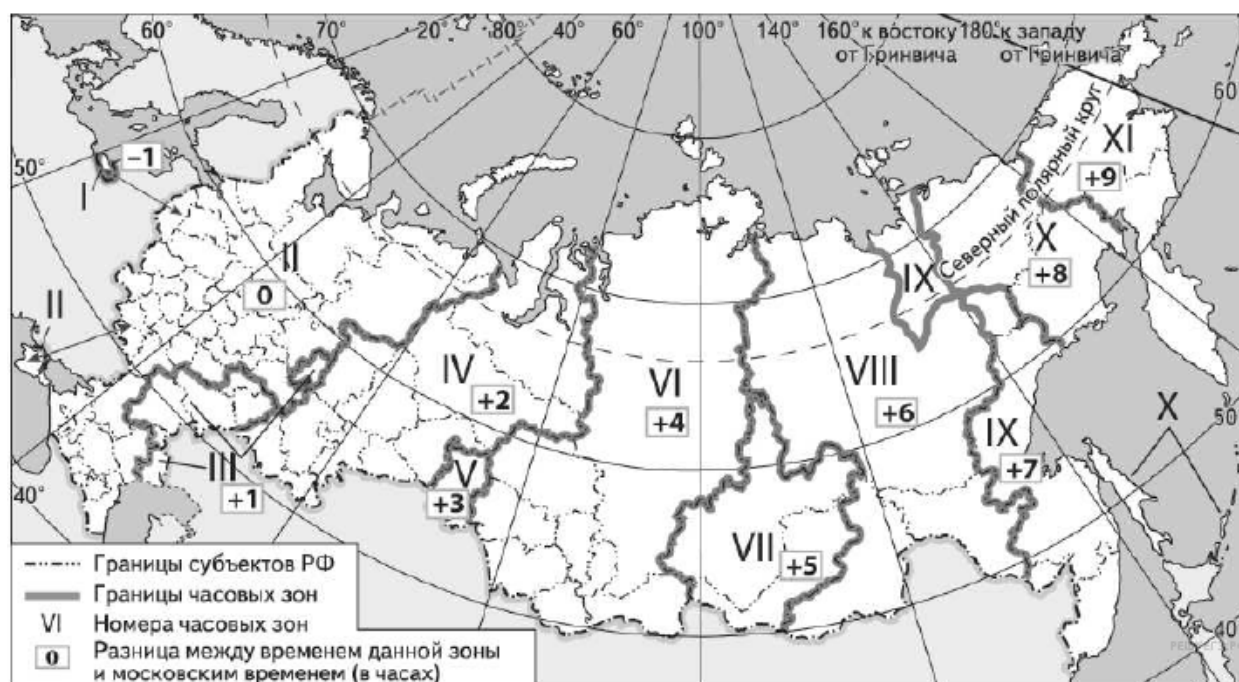 60°
70°
20° 80°
40°
60°
100°
140°
80°
160° к востоку
от Гринвича
180° к западу
от Гринвича
60°
50°
−1
I
II
0
II
III
+1
40°
IV
+2
V
+3
VI
+4
VII
+5
VIII
+6
IX
IX
+7
Северный полярный круг
X
+8
XI
+9
X
50
40
Границы субъектов РФ
Границы часовых зон
VI Номера часовых зон
0 Разница между временем данной зоны
и московским временем (в часах)